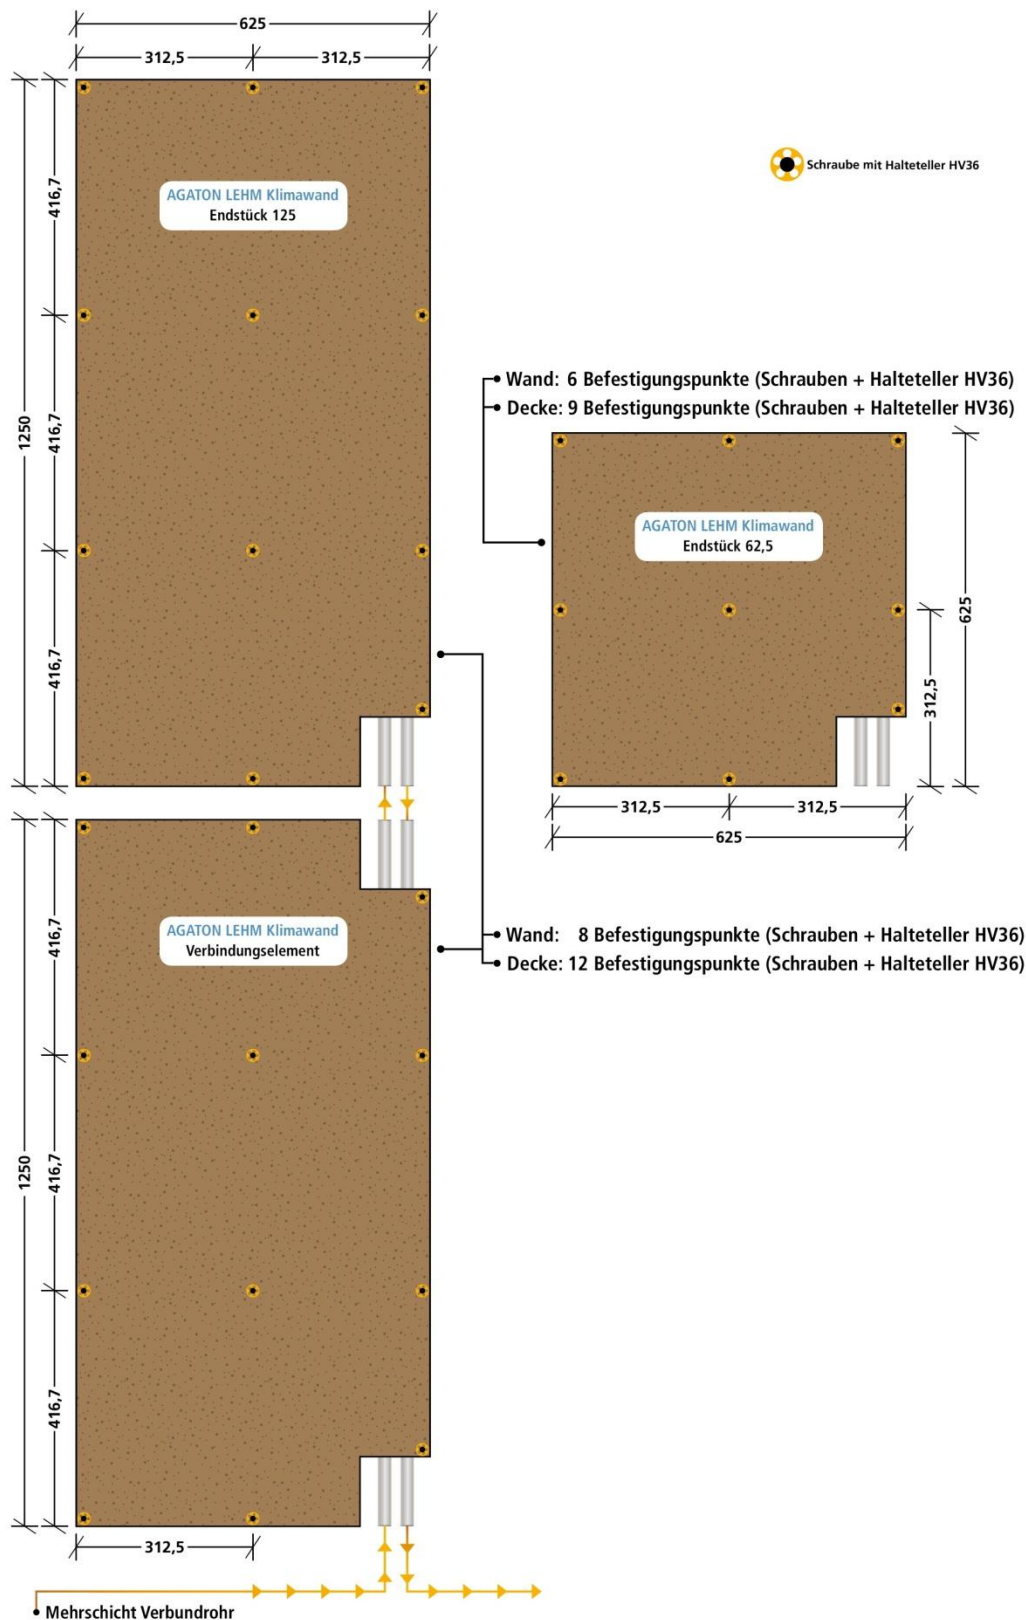 625
312,5
312,5
416,7
416,7
416,7
1250
AGATON LEHM Klimawand
Endstück 125
Schraube mit Halteteller HV36
Wand: 6 Befestigungspunkte (Schrauben + Halteteller HV36)
Decke: 9 Befestigungspunkte (Schrauben + Halteteller HV36)
AGATON LEHM Klimawand
Endstück 62,5
625
312,5
312,5
312,5
625
416,7
416,7
416,7
1250
AGATON LEHM Klimawand
Verbindungselement
Wand: 8 Befestigungspunkte (Schrauben + Halteteller HV36)
Decke: 12 Befestigungspunkte (Schrauben + Halteteller HV36)
312,5
Mehrschicht Verbundrohr